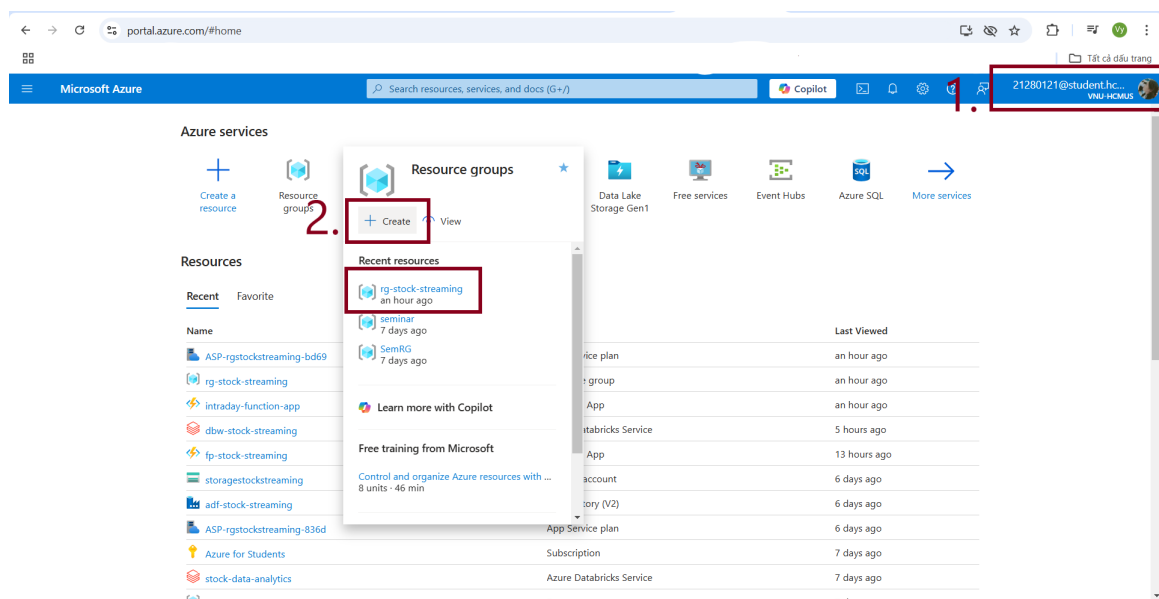 portal.azure.com/#home
Vy
Tất cả dấu trang
Microsoft Azure
Search resources, services, and docs (G+/)
Copilot
1.
21280121@student.hc...
VNU-HCMUS
Azure services
Create a
resource
Resource
groups
2.
Resource groups
Create
View
Data Lake
Storage Gen1
Free services
Event Hubs
SQL
Azure SQL
More services
Recent resources
rg-stock-streaming
an hour ago
seminar
7 days ago
SemRG
7 days ago
Learn more with Copilot
Free training from Microsoft
Control and organize Azure resources with ...
8 units · 46 min
Resources
Recent Favorite
Name Last Viewed
ASP-rgstockstreaming-bd69 vice plan an hour ago
rg-stock-streaming group an hour ago
intraday-function-app App an hour ago
dbw-stock-streaming tabricks Service 5 hours ago
fp-stock-streaming App 13 hours ago
storagestockstreaming account 6 days ago
adf-stock-streaming tory (V2) 6 days ago
ASP-rgstockstreaming-836d App Service plan 6 days ago
Azure for Students Subscription 7 days ago
stock-data-analytics Azure Databricks Service 7 days ago